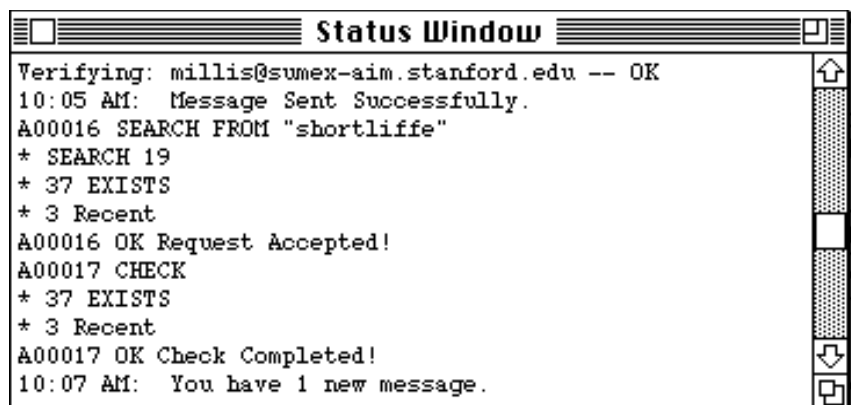 Status Window
Verifying: millis@sumex-aim.stanford.edu -- OK
10:05 AM: Message Sent Successfully.
A00016 SEARCH FROM "shortliffe"
* SEARCH 19
* 37 EXISTS
* 3 Recent
A00016 OK Request Accepted!
A00017 CHECK
* 37 EXISTS
* 3 Recent
A00017 OK Check Completed!
10:07 AM: You have 1 new message.